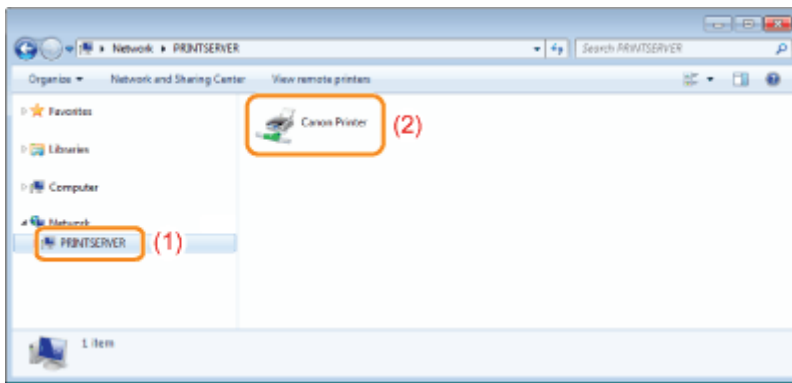 Network ▸ PRINTSERVER
Search PRINTSERVER
Organize
Network and Sharing Center
View remote printers
Favorites
Canon Printer
(2)
Libraries
Computer
Network
PRINTSERVER
(1)
1 item